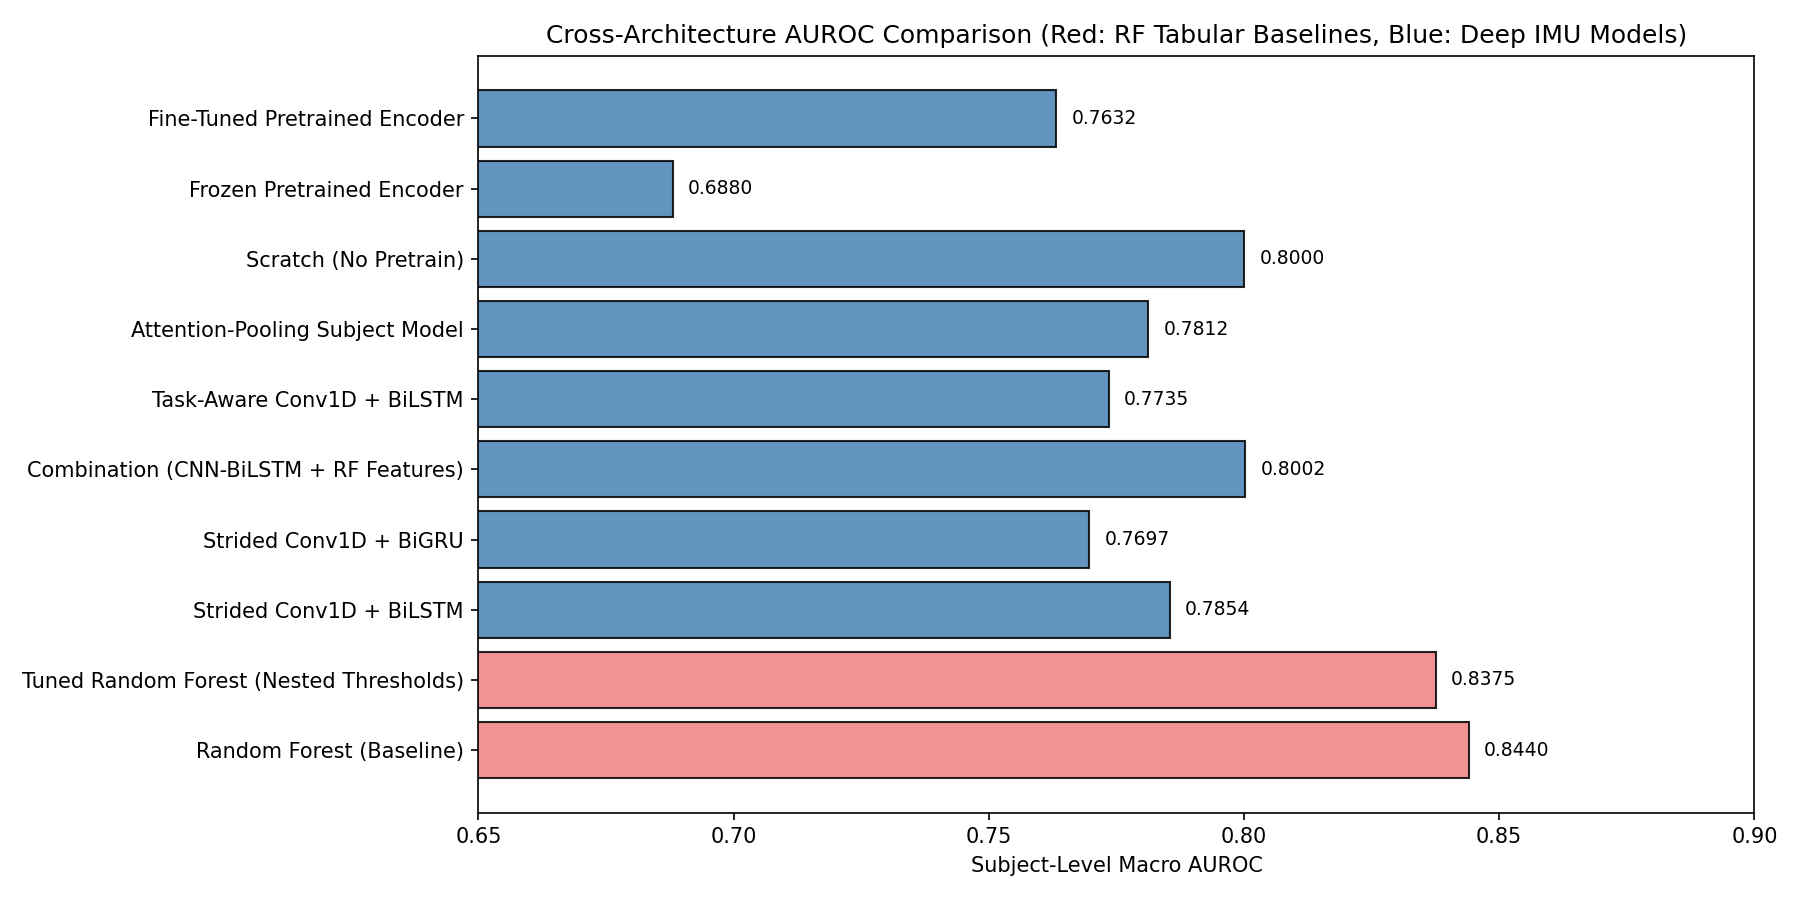 Cross-Architecture AUROC Comparison (Red: RF Tabular Baselines, Blue: Deep IMU Models)
Fine-Tuned Pretrained Encoder 0.7632
Frozen Pretrained Encoder 0.6880
Scratch (No Pretrain) 0.8000
Attention-Pooling Subject Model 0.7812
Task-Aware Conv1D + BiLSTM 0.7735
Combination (CNN-BiLSTM + RF Features) 0.8002
Strided Conv1D + BiGRU 0.7697
Strided Conv1D + BiLSTM 0.7854
Tuned Random Forest (Nested Thresholds) 0.8375
Random Forest (Baseline) 0.8440
0.65 0.70 0.75 0.80 0.85 0.90
Subject-Level Macro AUROC